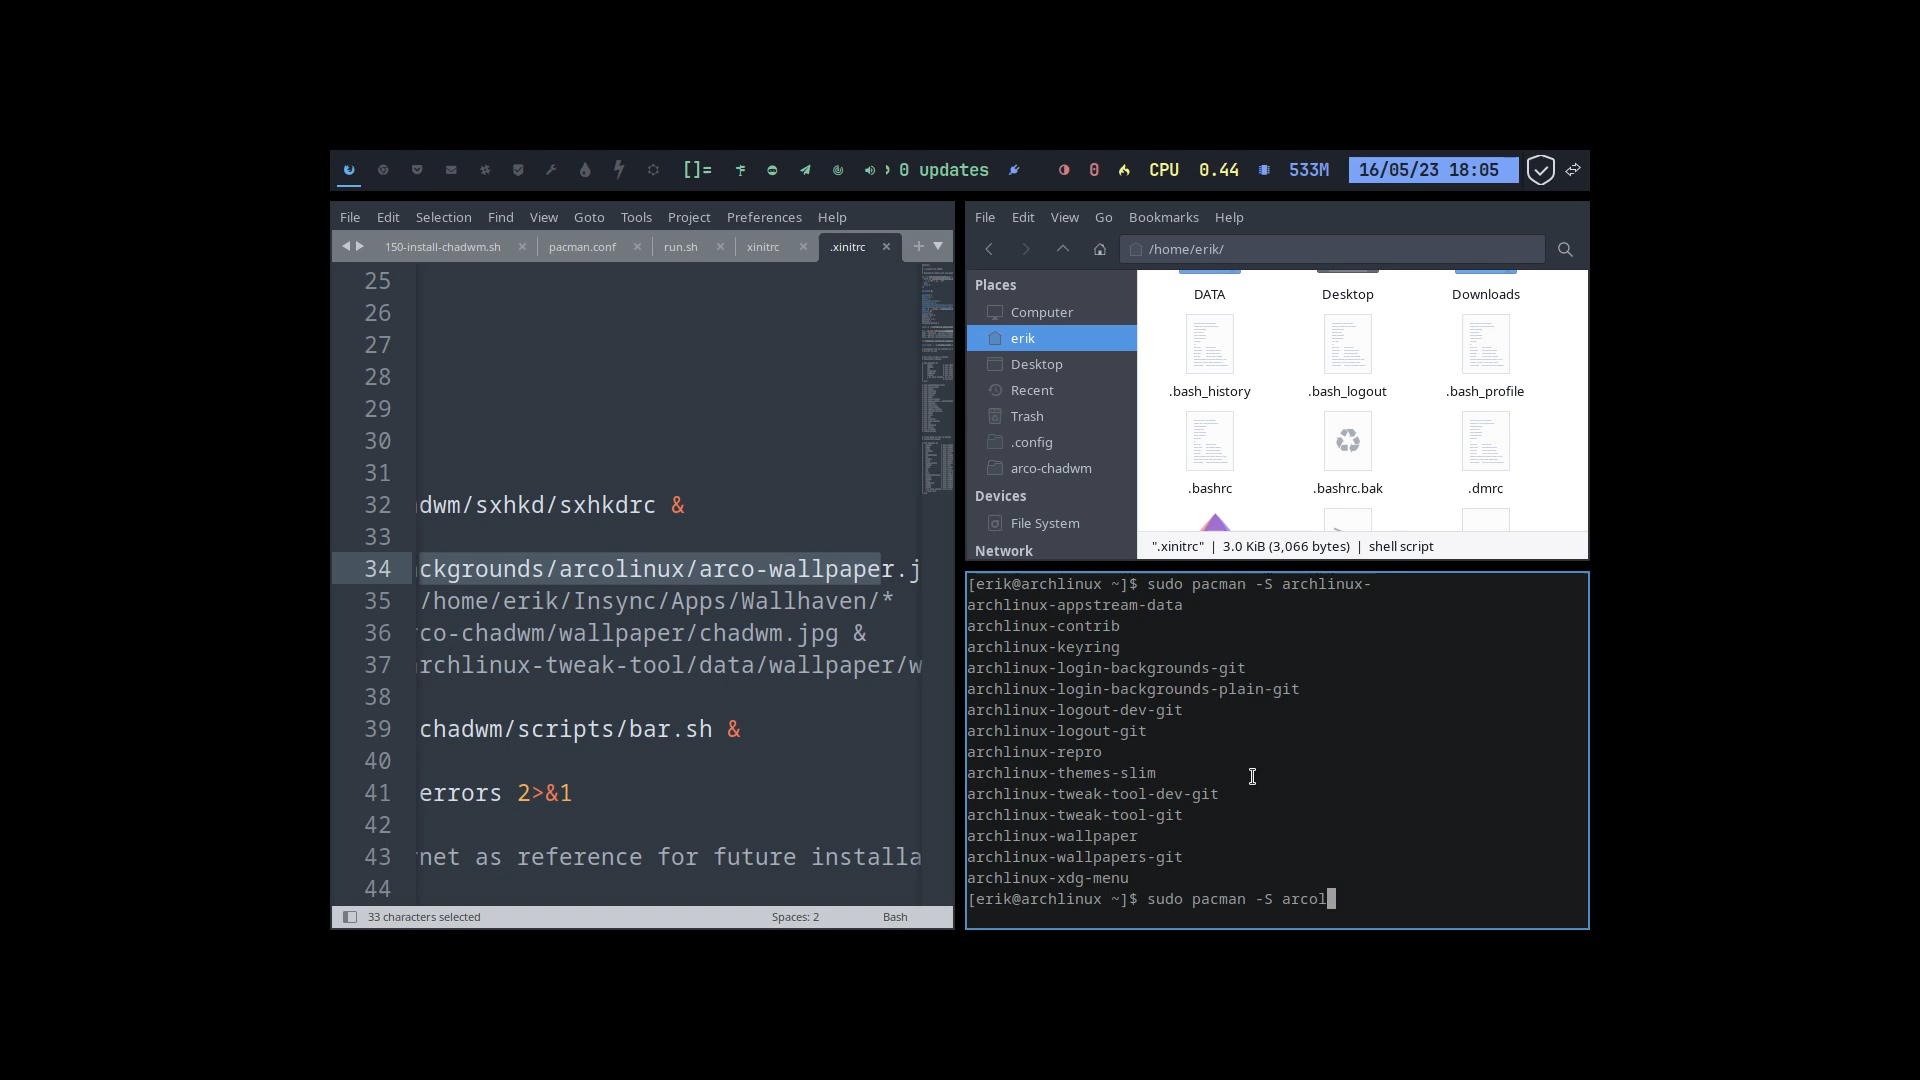 []= 0 updates 0 CPU 0.44 533M 16/05/23 18:05
File Edit Selection Find View Goto Tools Project Preferences Help
150-install-chadwm.sh × pacman.conf × run.sh × xinitrc × .xinitrc × +
25
26
27
28
29
30
31
32 dwm/sxhkd/sxhkdrc &
33
34 ckgrounds/arcolinux/arco-wallpaper.j
35 /home/erik/Insync/Apps/Wallhaven/*
36 co-chadwm/wallpaper/chadwm.jpg &
37 rchlinux-tweak-tool/data/wallpaper/w
38
39 chadwm/scripts/bar.sh &
40
41 errors 2>&1
42
43 net as reference for future installa
44
33 characters selected Spaces: 2 Bash
File Edit View Go Bookmarks Help
/home/erik/
Places
Computer
erik
Desktop
Recent
Trash
.config
arco-chadwm
Devices
File System
Network
DATA Desktop Downloads
.bash_history .bash_logout .bash_profile
.bashrc .bashrc.bak .dmrc
".xinitrc" | 3.0 KiB (3,066 bytes) | shell script
[erik@archlinux ~]$ sudo pacman -S archlinux-
archlinux-appstream-data
archlinux-contrib
archlinux-keyring
archlinux-login-backgrounds-git
archlinux-login-backgrounds-plain-git
archlinux-logout-dev-git
archlinux-logout-git
archlinux-repro
archlinux-themes-slim
archlinux-tweak-tool-dev-git
archlinux-tweak-tool-git
archlinux-wallpaper
archlinux-wallpapers-git
archlinux-xdg-menu
[erik@archlinux ~]$ sudo pacman -S arcol